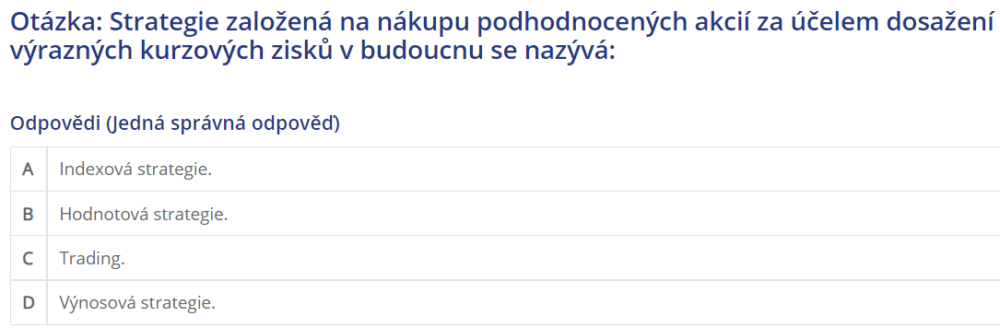 Otázka: Strategie založená na nákupu podhodnocených akcií za účelem dosažení
výrazných kurzových zisků v budoucnu se nazývá:
Odpovědi (Jedná správná odpověď)
A Indexová strategie.
B Hodnotová strategie.
C Trading.
D Výnosová strategie.